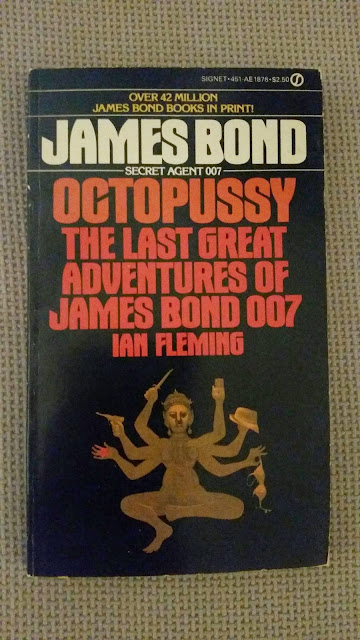 SIGNET • 451-AE1878 • $2.50
OVER 42 MILLION
JAMES BOND BOOKS IN PRINT!
JAMES BOND
SECRET AGENT 007
OCTOPUSSY
THE LAST GREAT
ADVENTURES OF
JAMES BOND 007
IAN FLEMING